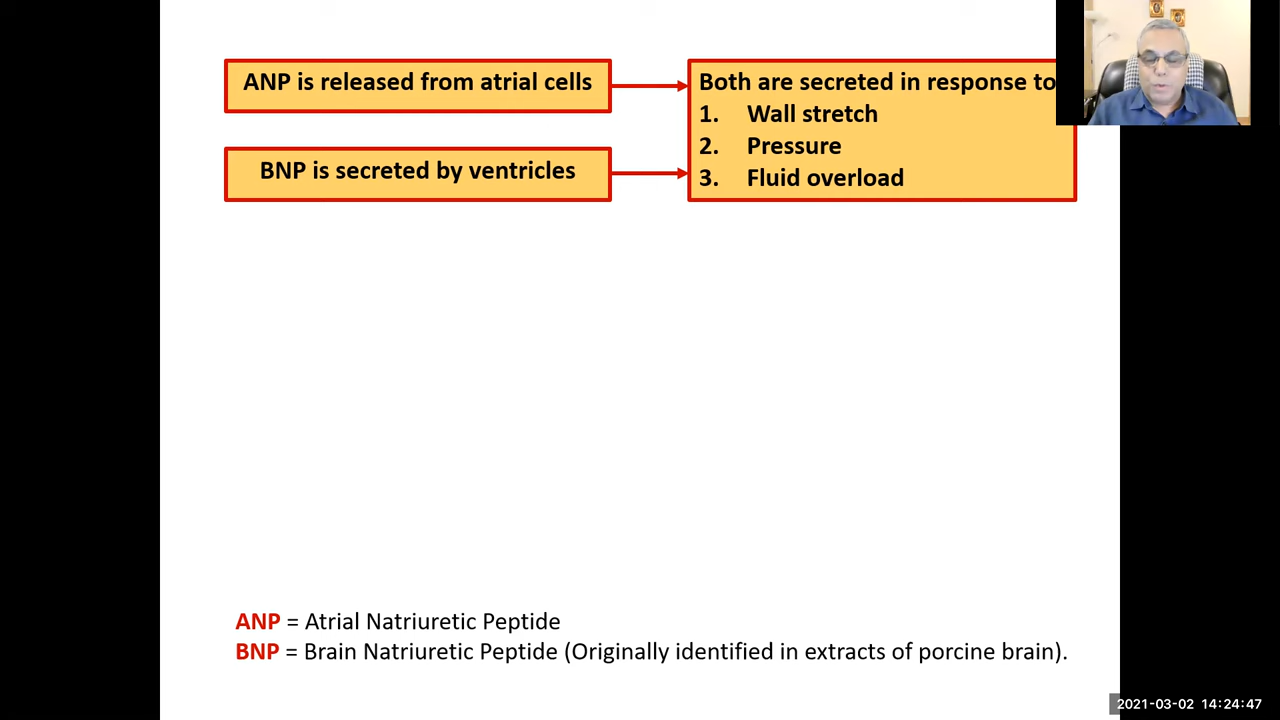 ANP is released from atrial cells
BNP is secreted by ventricles
Both are secreted in response to
1. Wall stretch
2. Pressure
3. Fluid overload
ANP = Atrial Natriuretic Peptide
BNP = Brain Natriuretic Peptide (Originally identified in extracts of porcine brain).
2021-03-02 14:24:47